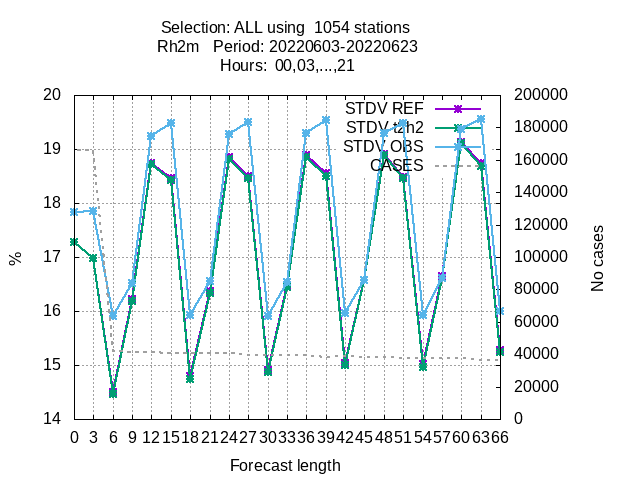 Selection: ALL using  1054 stations
Rh2m   Period: 20220603-20220623
Hours:  00,03,...,21
STDV REF
STDV t2h2
STDV OBS
CASES
20
19
18
17
16
15
14
%
200000
180000
160000
140000
120000
100000
80000
60000
40000
20000
0
No cases
0 3 6 9 12 15 18 21 24 27 30 33 36 39 42 45 48 51 54 57 60 63 66
Forecast length